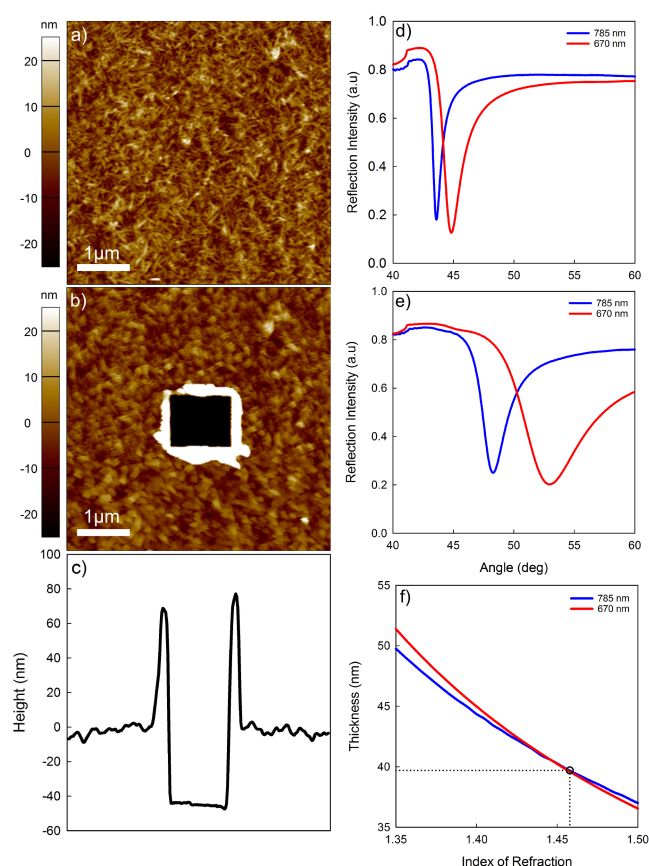 nm
20
10
0
-10
-20
a)
1µm
nm
20
10
0
-10
-20
b)
1µm
c)
Height (nm)
100
80
60
40
20
0
-20
-40
-60
d)
785 nm
670 nm
Reflection Intensity (a.u)
1.0
0.8
0.6
0.4
0.2
0.0
40 45 50 55 60
e)
785 nm
670 nm
Reflection Intensity (a.u)
1.0
0.8
0.6
0.4
0.2
0.0
40 45 50 55 60
Angle (deg)
f)
785 nm
670 nm
Thickness (nm)
55
50
45
40
35
1.35 1.40 1.45 1.50
Index of Refraction